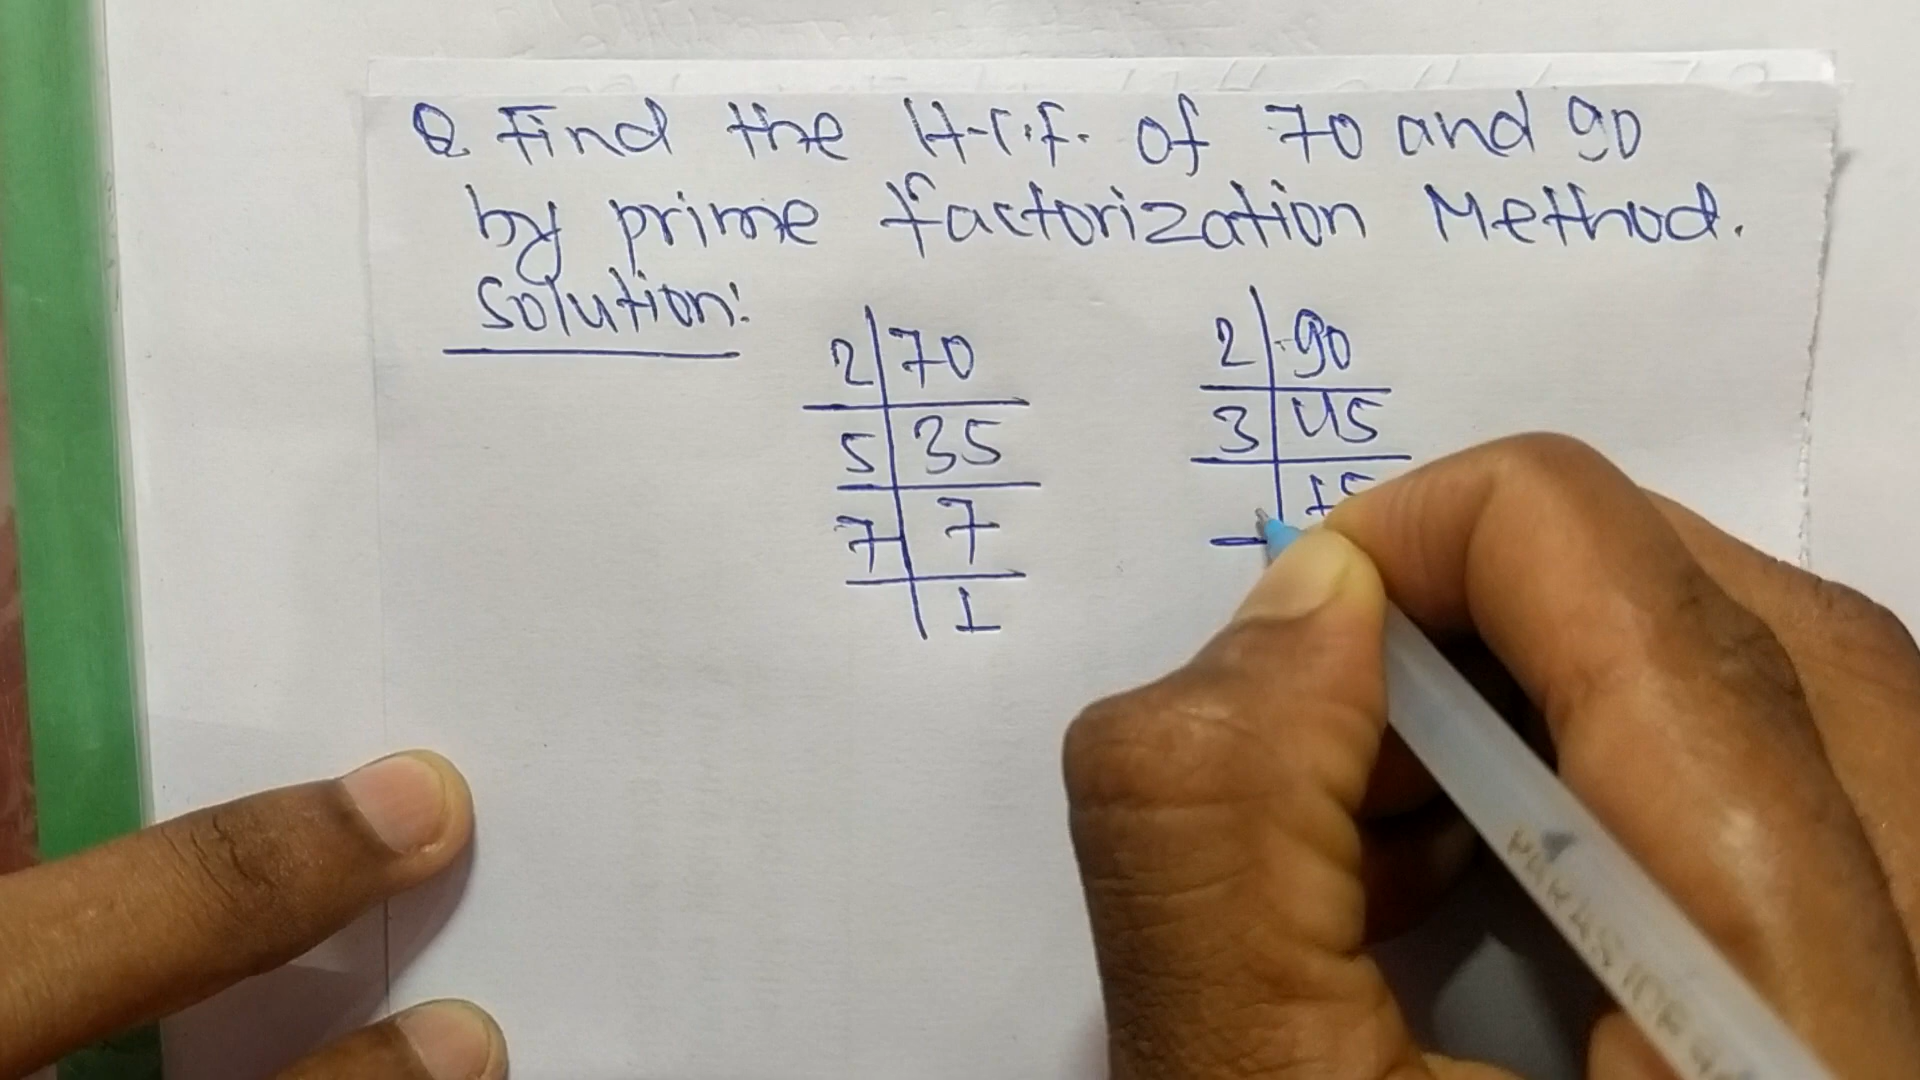 Q Find the H.C.F. of 70 and 90
by prime factorization Method.
Solution:
2 70
5 35
7 7
1
2 90
3 45
15